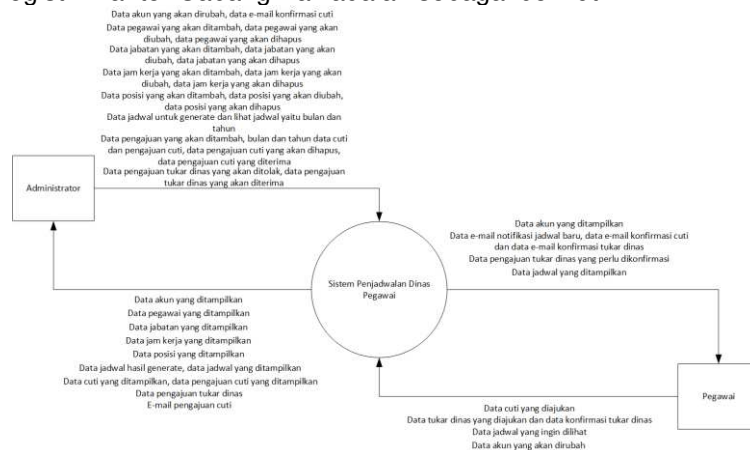 Data akun yang akan dirubah, data e-mail konfirmasi cuti
Data pegawai yang akan ditambah, data pegawai yang akan
diubah, data pegawai yang akan dihapus
Data jabatan yang akan ditambah, data jabatan yang akan
diubah, data jabatan yang akan dihapus
Data jam kerja yang akan ditambah, data jam kerja yang akan
diubah, data jam kerja yang akan dihapus
Data posisi yang akan ditambah, data posisi yang akan diubah,
data posisi yang akan dihapus
Data jadwal untuk generate dan lihat jadwal yaitu bulan dan
tahun
Data pengajuan yang akan ditambah, bulan dan tahun data cuti
dan pengajuan cuti, data pengajuan cuti yang akan dihapus,
data pengajuan cuti yang diterima
Data pengajuan tukar dinas yang akan ditolak, data pengajuan
tukar dinas yang akan diterima
Administrator
Data akun yang ditampilkan
Data e-mail notifikasi jadwal baru, data e-mail konfirmasi cuti
dan data e-mail konfirmasi tukar dinas
Data pengajuan tukar dinas yang perlu dikonfirmasi
Data jadwal yang ditampilkan
Sistem Penjadwalan Dinas
Pegawai
Data akun yang ditampilkan
Data pegawai yang ditampilkan
Data jabatan yang ditampilkan
Data jam kerja yang ditampilkan
Data posisi yang ditampilkan
Data jadwal hasil generate, data jadwal yang ditampilkan
Data cuti yang ditampilkan, data pengajuan cuti yang ditampilkan
Data pengajuan tukar dinas
E-mail pengajuan cuti
Pegawai
Data cuti yang diajukan
Data tukar dinas yang diajukan dan data konfirmasi tukar dinas
Data jadwal yang ingin dilihat
Data akun yang akan dirubah